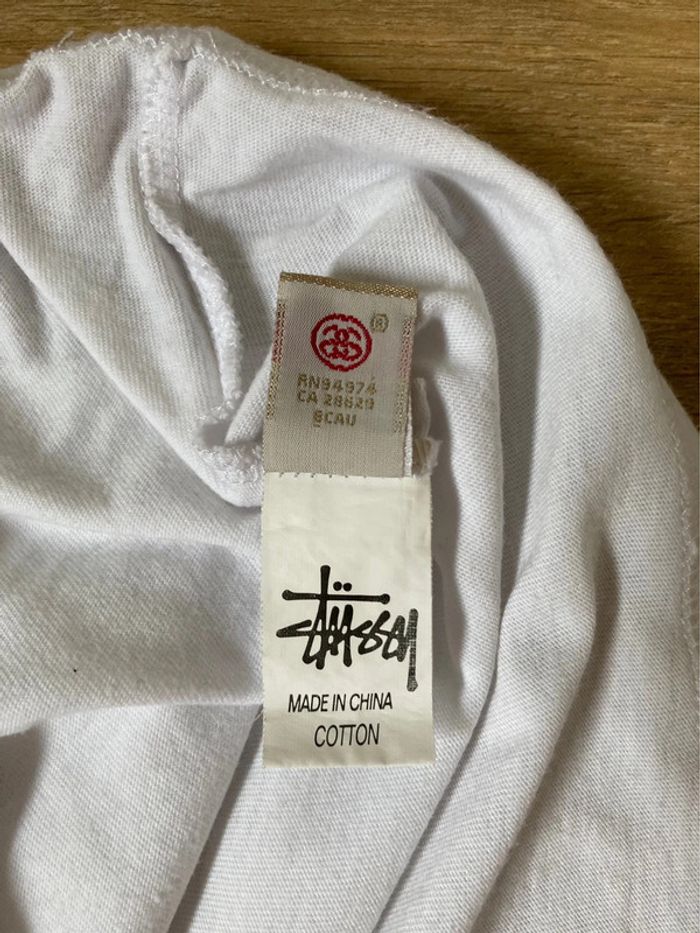 ®
RN94974
CA 28629
SCAU
STÜSSY
MADE IN CHINA
COTTON